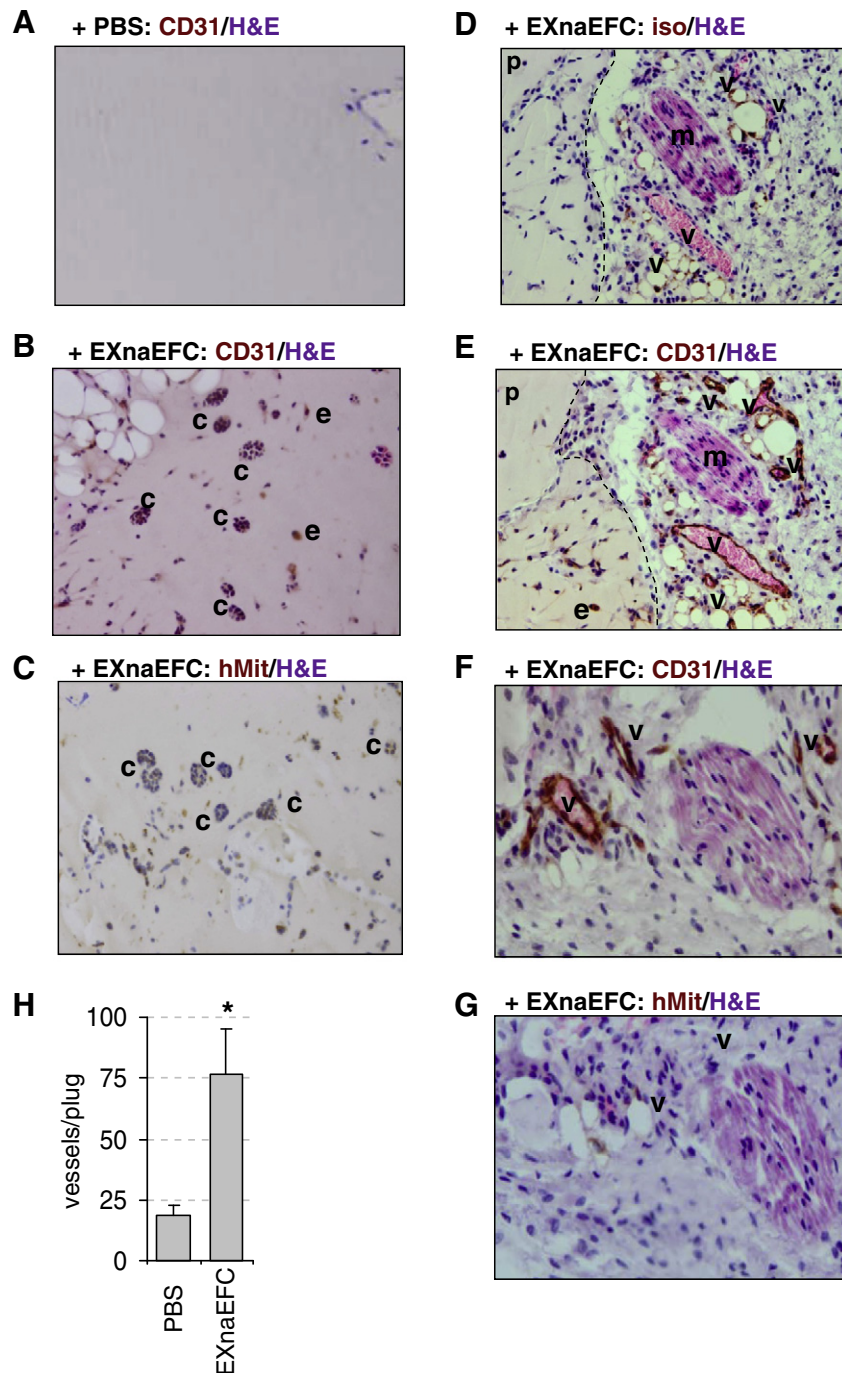 A
+ PBS: CD31/H&E
B
+ EXnaEFC: CD31/H&E
c
e
c
c
c
e
c
C
+ EXnaEFC: hMit/H&E
c
c
c
c
c
H
*
100
75
50
25
0
vessels/plug
PBS
EXnaEFC
D
+ EXnaEFC: iso/H&E
p
v
v
m
v
v
E
+ EXnaEFC: CD31/H&E
p
v
v
m
v
v
v
e
F
+ EXnaEFC: CD31/H&E
v
v
v
G
+ EXnaEFC: hMit/H&E
v
v